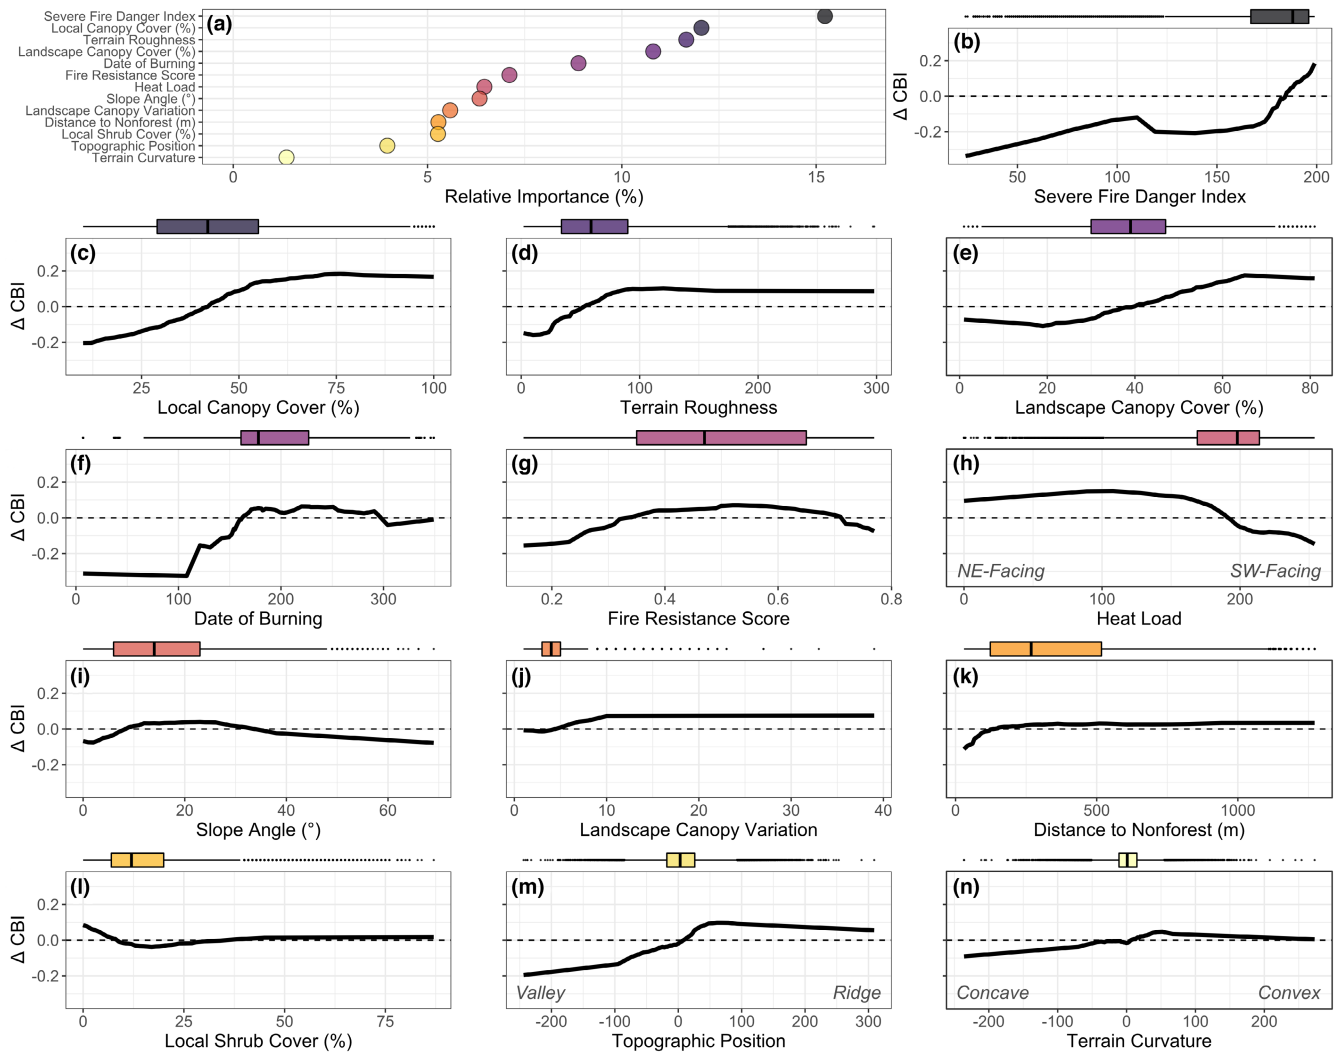 (a)
Severe Fire Danger Index
Local Canopy Cover (%)
Terrain Roughness
Landscape Canopy Cover (%)
Date of Burning
Fire Resistance Score
Heat Load
Slope Angle (°)
Landscape Canopy Variation
Distance to Nonforest (m)
Local Shrub Cover (%)
Topographic Position
Terrain Curvature
0 5 10 15
Relative Importance (%)
(b)
Δ CBI
0.2
0.0
-0.2
50 100 150 200
Severe Fire Danger Index
(c)
Δ CBI
0.2
0.0
-0.2
25 50 75 100
Local Canopy Cover (%)
(d)
0 100 200 300
Terrain Roughness
(e)
0 20 40 60 80
Landscape Canopy Cover (%)
(f)
Δ CBI
0.2
0.0
-0.2
0 100 200 300
Date of Burning
(g)
0.2 0.4 0.6 0.8
Fire Resistance Score
(h)
NE-Facing SW-Facing
0 100 200
Heat Load
(i)
Δ CBI
0.2
0.0
-0.2
0 20 40 60
Slope Angle (°)
(j)
0 10 20 30 40
Landscape Canopy Variation
(k)
0 500 1000
Distance to Nonforest (m)
(l)
Δ CBI
0.2
0.0
-0.2
0 25 50 75
Local Shrub Cover (%)
(m)
Valley Ridge
-200 -100 0 100 200 300
Topographic Position
(n)
Concave Convex
-200 -100 0 100 200
Terrain Curvature